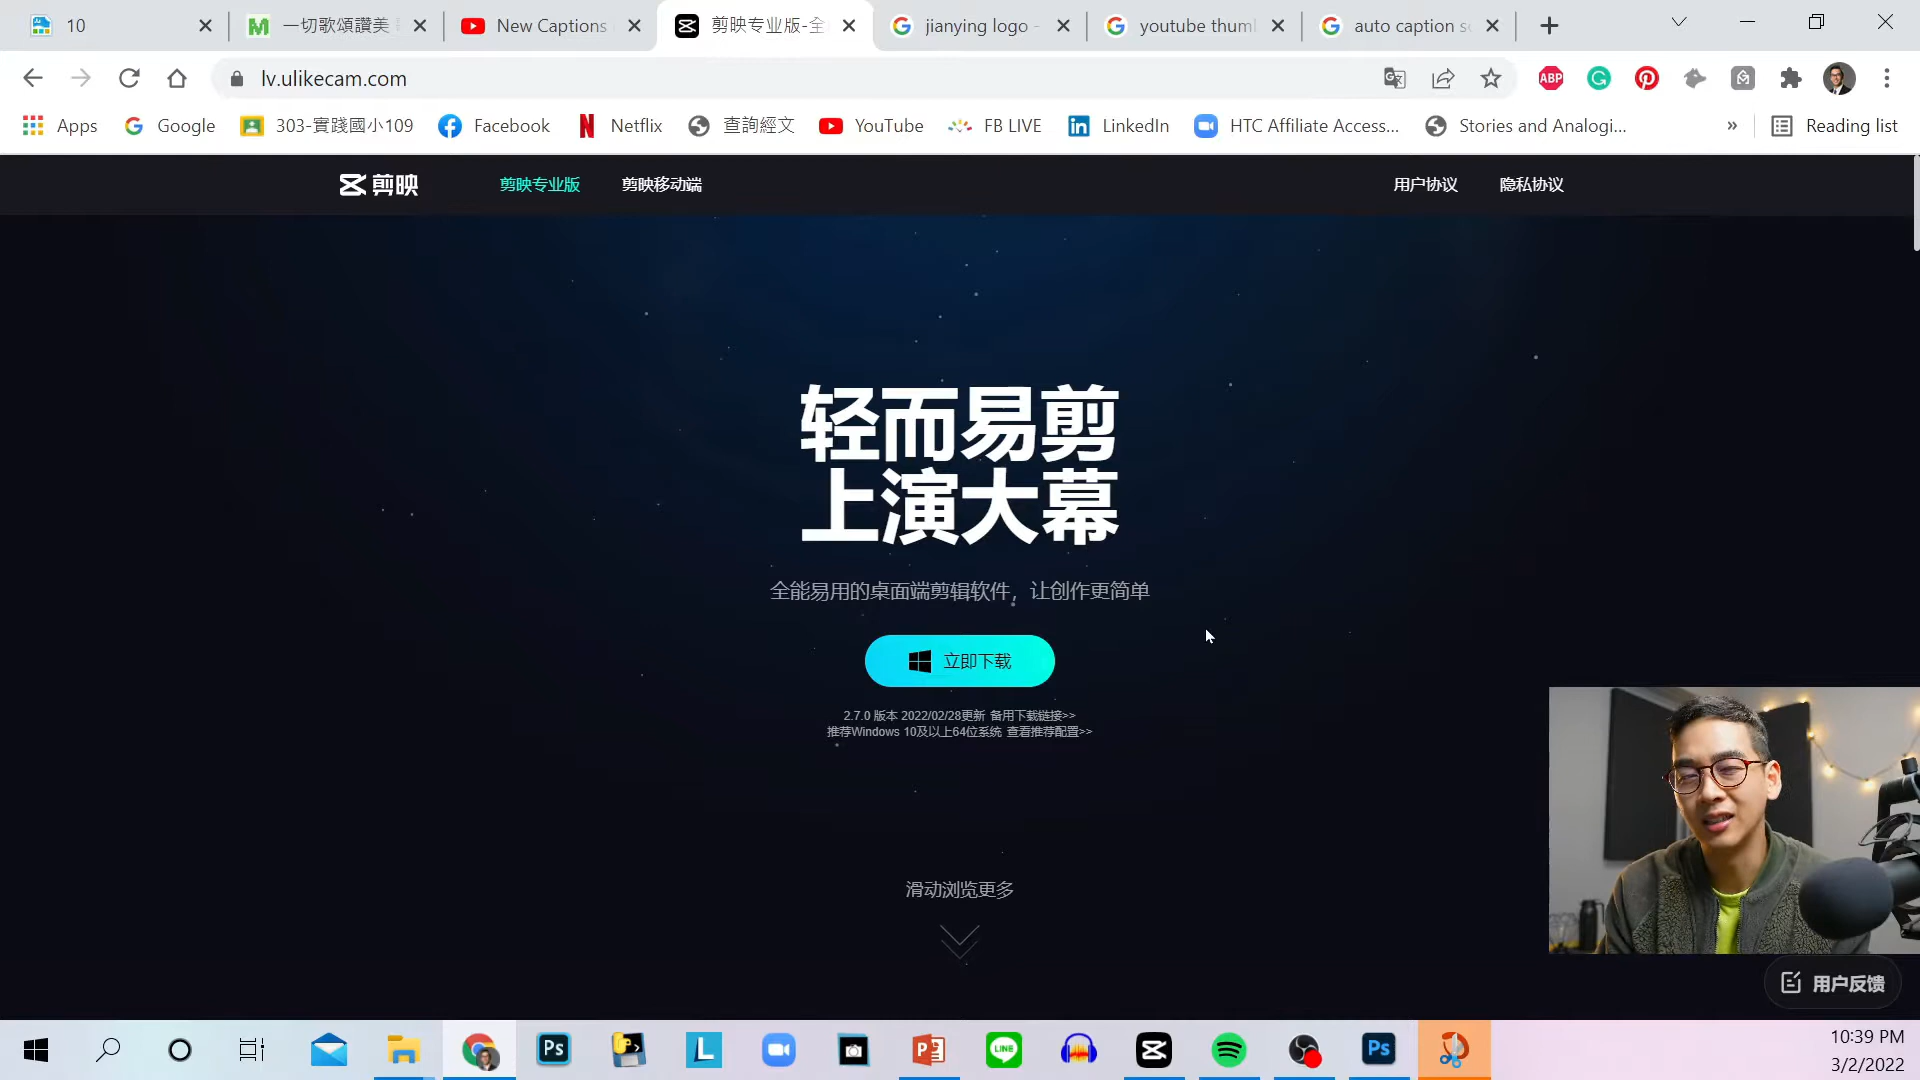 10
一切歌頌讚美
New Captions
剪映专业版-全
jianying logo -
youtube thuml
auto caption so
lv.ulikecam.com
ABP
Apps
Google
303-實踐國小109
Facebook
Netflix
查詢經文
YouTube
FB LIVE
LinkedIn
HTC Affiliate Access...
Stories and Analogi...
»
Reading list
剪映
剪映专业版
剪映移动端
用户协议
隐私协议
轻而易剪
上演大幕
全能易用的桌面端剪辑软件，让创作更简单
立即下载
2.7.0 版本 2022/02/28更新 备用下载链接>>
推荐Windows 10及以上64位系统 查看推荐配置>>
滑动浏览更多
用户反馈
Ps
L
LINE
Ps
10:39 PM
3/2/2022